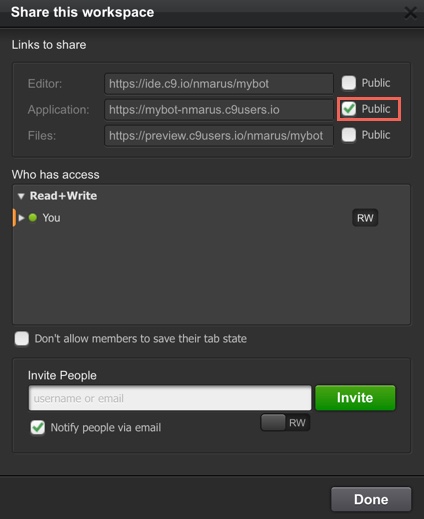 Share this workspace
Links to share
Editor: https://ide.c9.io/nmarus/mybot Public
Application: https://mybot-nmarus.c9users.io Public
Files: https://preview.c9users.io/nmarus/mybot Public
Who has access
Read+Write
You RW
Don't allow members to save their tab state
Invite People
username or email Invite
Notify people via email RW
Done